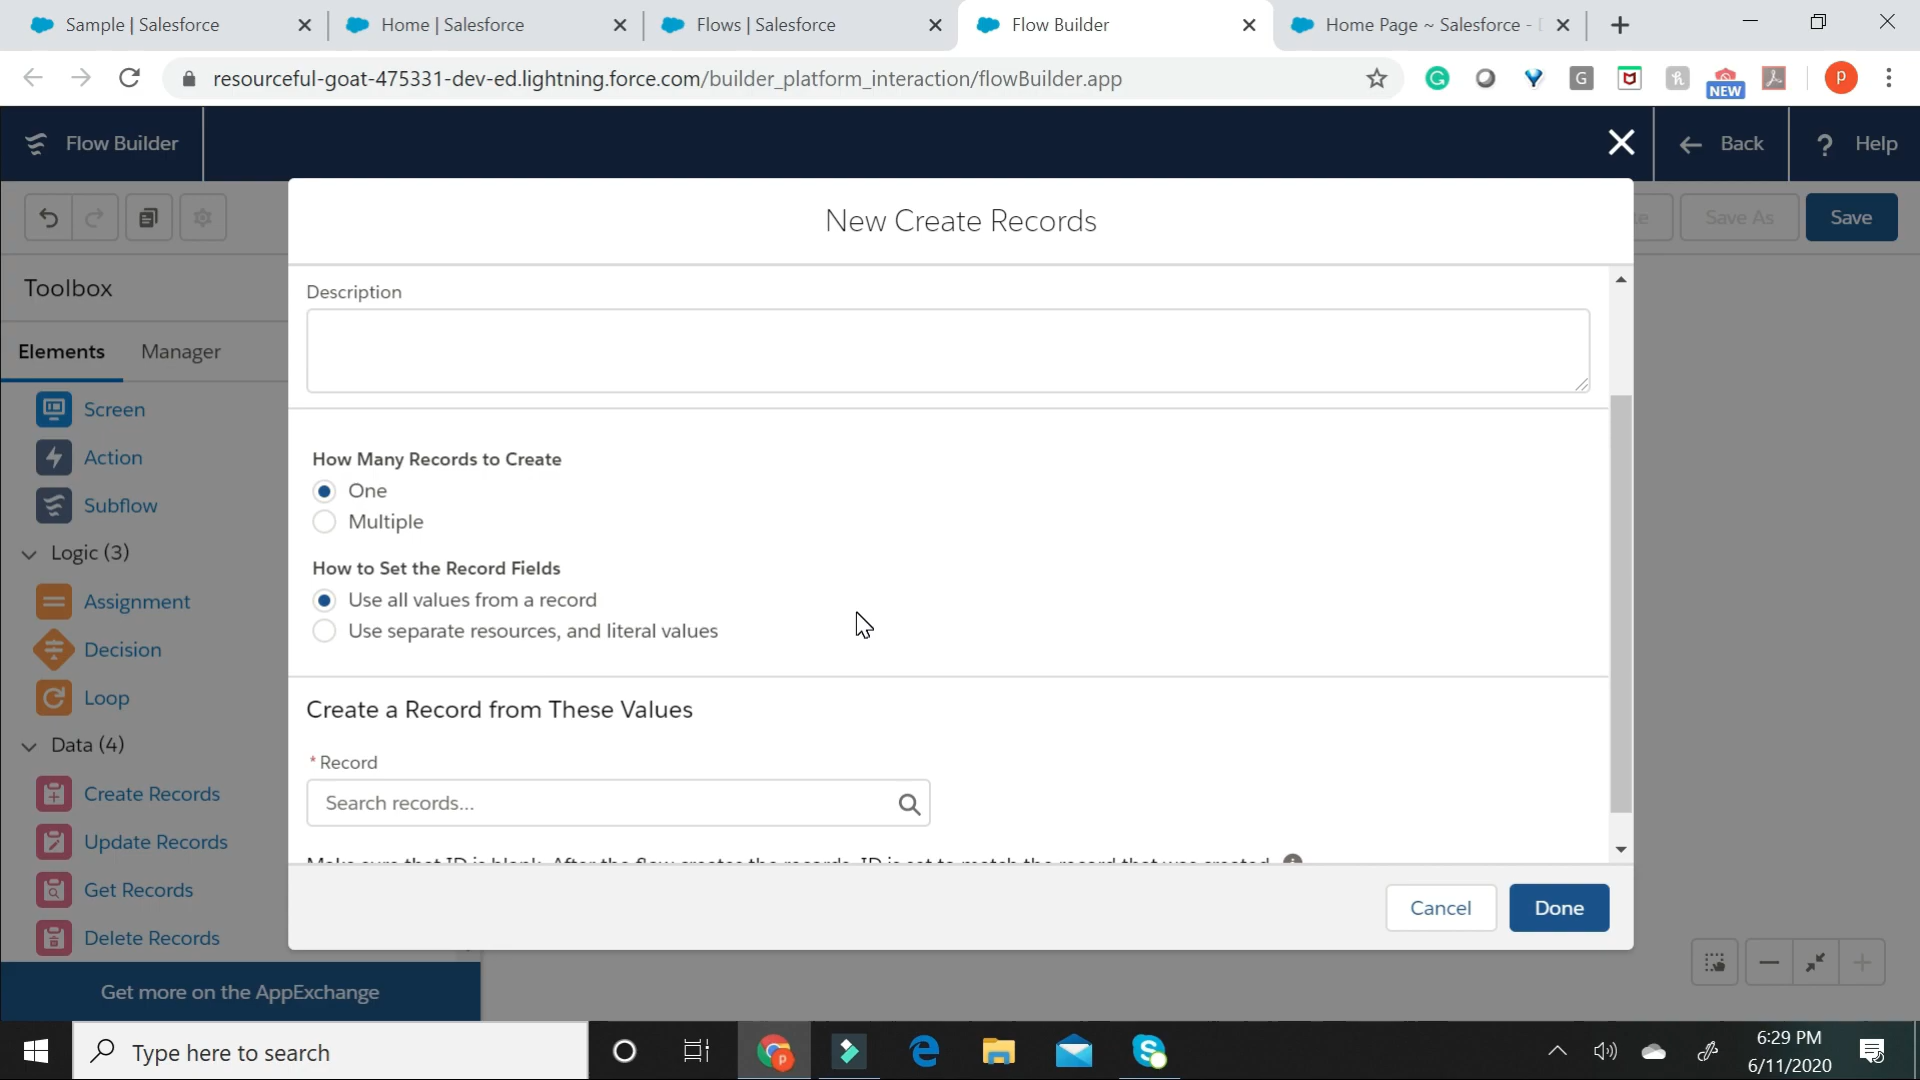 Sample | Salesforce
Home | Salesforce
Flows | Salesforce
Flow Builder
Home Page ~ Salesforce -
resourceful-goat-475331-dev-ed.lightning.force.com/builder_platform_interaction/flowBuilder.app
G
NEW
P
Flow Builder
Back
? Help
New Create Records
Save As
Save
Toolbox
Elements
Manager
Description
Screen
Action
Subflow
Logic (3)
Assignment
Decision
Loop
Data (4)
Create Records
Update Records
Get Records
Delete Records
How Many Records to Create
One
Multiple
How to Set the Record Fields
Use all values from a record
Use separate resources, and literal values
Create a Record from These Values
* Record
Search records...
Make sure that ID is blank. After the flow creates the records, ID is set to match the record that was created.
Cancel
Done
Get more on the AppExchange
Type here to search
6:29 PM
6/11/2020